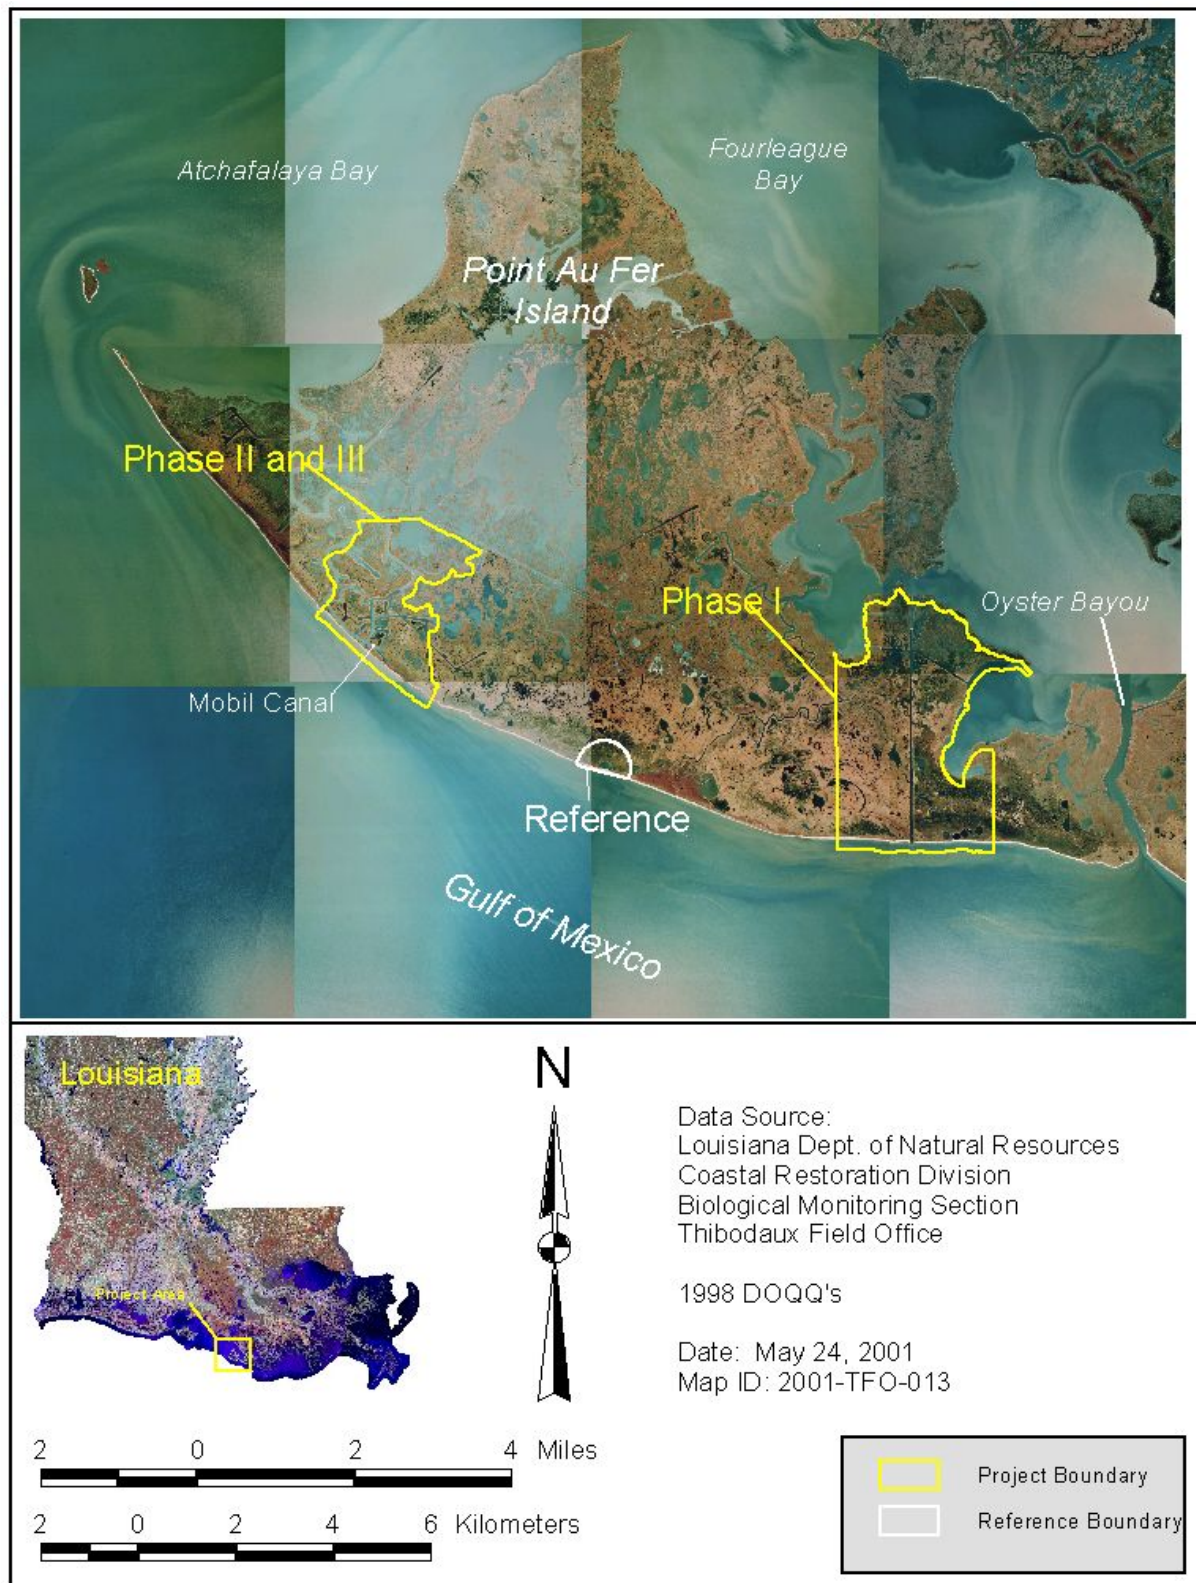 Atchafalaya Bay
Fourleague
Bay
Point Au Fer
Island
Phase II and III
Phase I
Oyster Bayou
Mobil Canal
Reference
Gulf of Mexico
Louisiana
Project Area
N
Data Source:
Louisiana Dept. of Natural Resources
Coastal Restoration Division
Biological Monitoring Section
Thibodaux Field Office
1998 DOQQ's
Date: May 24, 2001
Map ID: 2001-TFO-013
2 0 2 4 Miles
2 0 2 4 6 Kilometers
Project Boundary
Reference Boundary